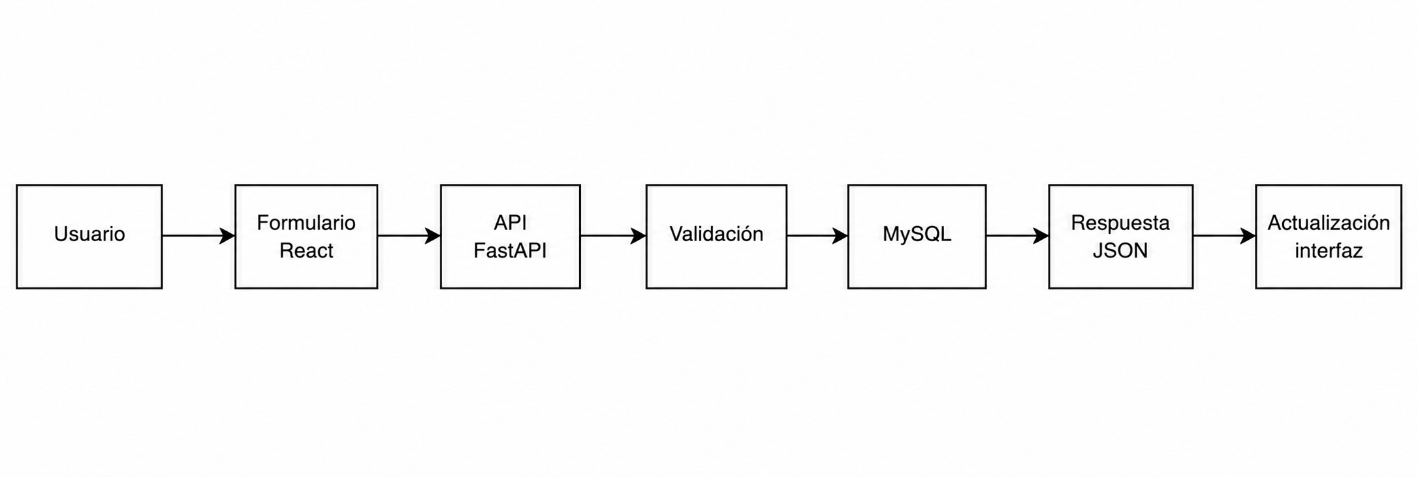 Usuario
Formulario
React
API
FastAPI
Validación
MySQL
Respuesta
JSON
Actualización
interfaz